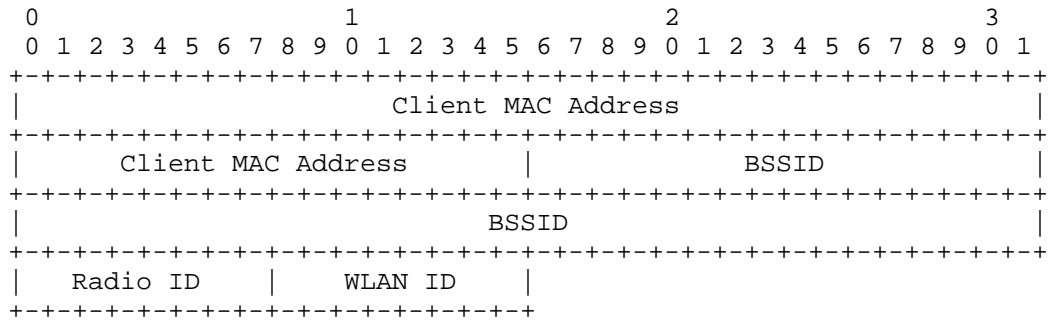 0                   1                   2                   3
 0 1 2 3 4 5 6 7 8 9 0 1 2 3 4 5 6 7 8 9 0 1 2 3 4 5 6 7 8 9 0 1
+-+-+-+-+-+-+-+-+-+-+-+-+-+-+-+-+-+-+-+-+-+-+-+-+-+-+-+-+-+-+-+-+
|                       Client MAC Address                      |
+-+-+-+-+-+-+-+-+-+-+-+-+-+-+-+-+-+-+-+-+-+-+-+-+-+-+-+-+-+-+-+-+
|      Client MAC Address       |             BSSID             |
+-+-+-+-+-+-+-+-+-+-+-+-+-+-+-+-+-+-+-+-+-+-+-+-+-+-+-+-+-+-+-+-+
|                             BSSID                             |
+-+-+-+-+-+-+-+-+-+-+-+-+-+-+-+-+-+-+-+-+-+-+-+-+-+-+-+-+-+-+-+-+
|   Radio ID    |    WLAN ID    |
+-+-+-+-+-+-+-+-+-+-+-+-+-+-+-+-+